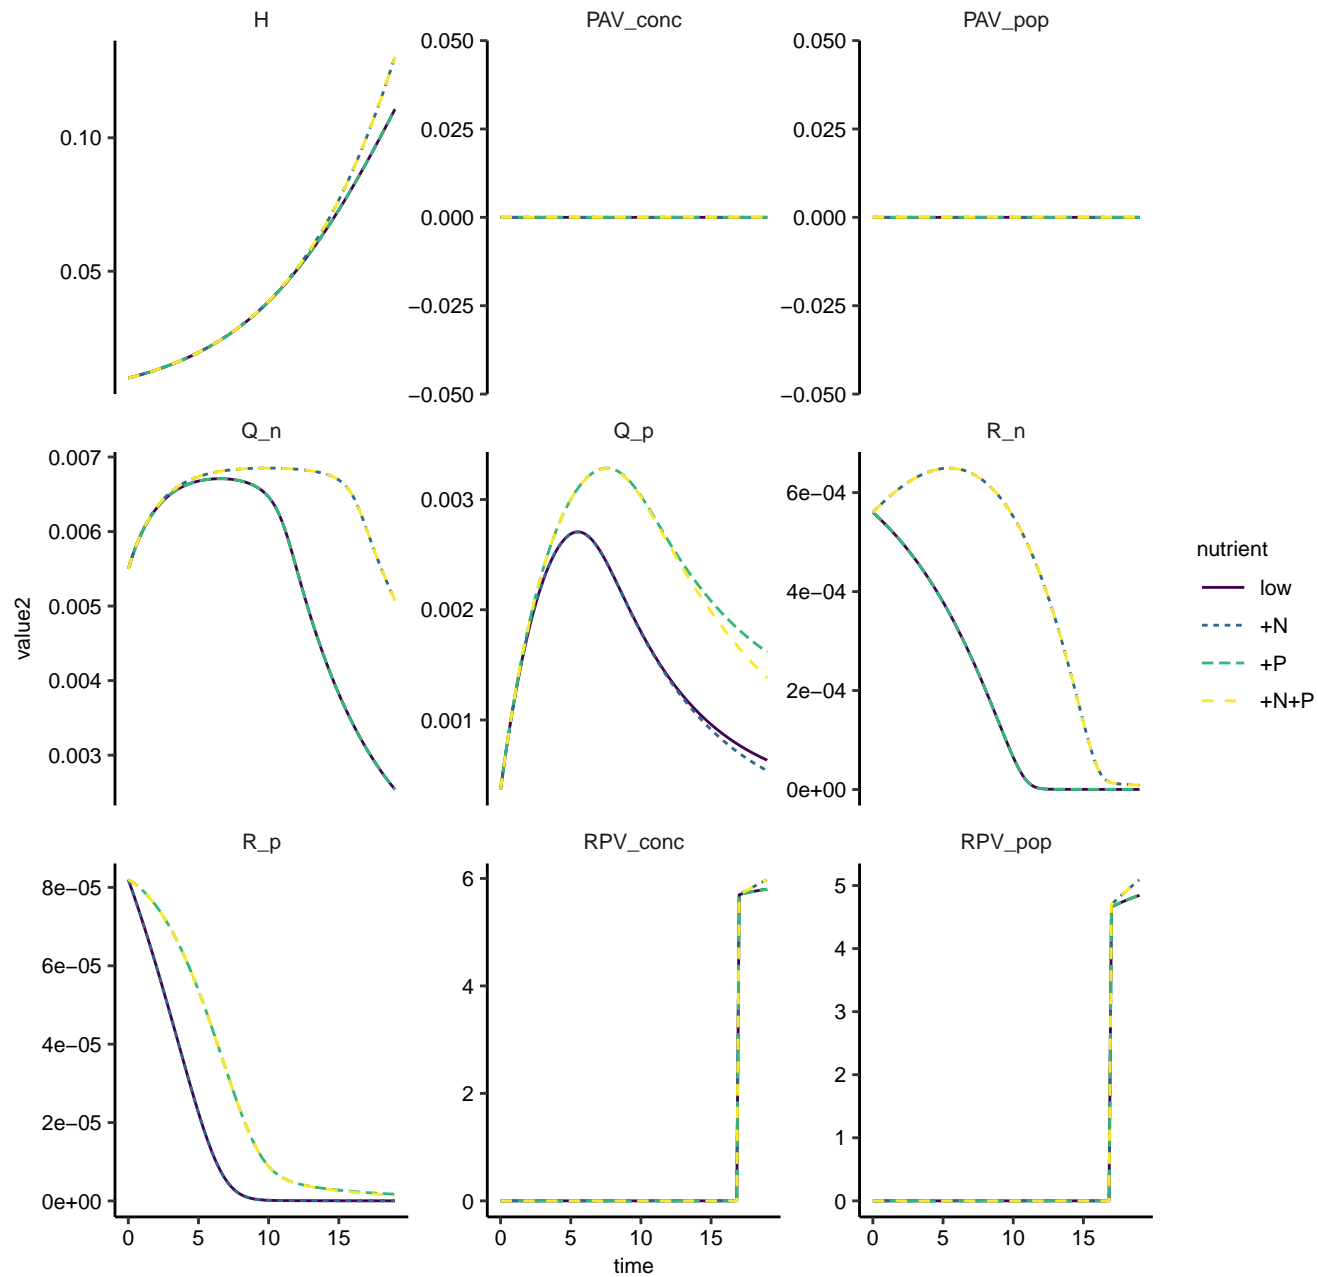 H
PAV_conc
PAV_pop
0.10
0.05
0.050
0.025
0.000
−0.025
−0.050
0.050
0.025
0.000
−0.025
−0.050
Q_n
Q_p
R_n
0.007
0.006
0.005
0.004
0.003
0.003
0.002
0.001
6e−04
4e−04
2e−04
0e+00
value2
nutrient
low
+N
+P
+N+P
R_p
RPV_conc
RPV_pop
8e−05
6e−05
4e−05
2e−05
0e+00
6
4
2
0
5
4
3
2
1
0
0 5 10 15
0 5 10 15
0 5 10 15
time